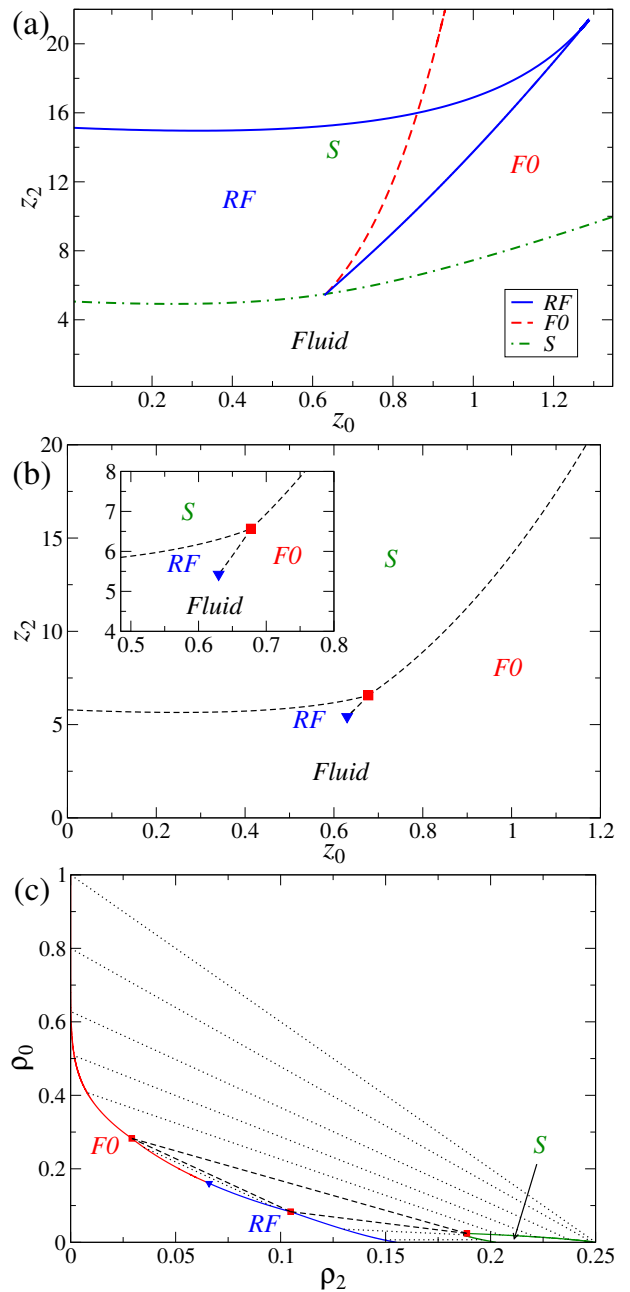 (a)
20
16
12
8
4
z₂
S
RF
F0
Fluid
RF
F0
S
0.2 0.4 0.6 0.8 1 1.2
z₀
(b)
20
15
10
5
0
z₂
8
7
6
5
4
S
RF
F0
Fluid
0.5 0.6 0.7 0.8
S
F0
RF
Fluid
0 0.2 0.4 0.6 0.8 1 1.2
z₀
(c)
1
0.8
0.6
0.4
0.2
0
ρ₀
F0
RF
S
0 0.05 0.1 0.15 0.2 0.25
ρ₂